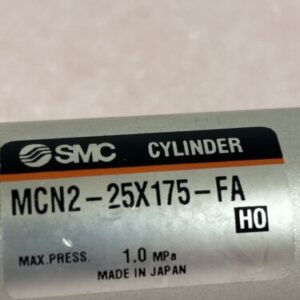 SMC CYLINDER
MCN2-25X175-FA
HO
MAX.PRESS. 1.0 MPa
MADE IN JAPAN